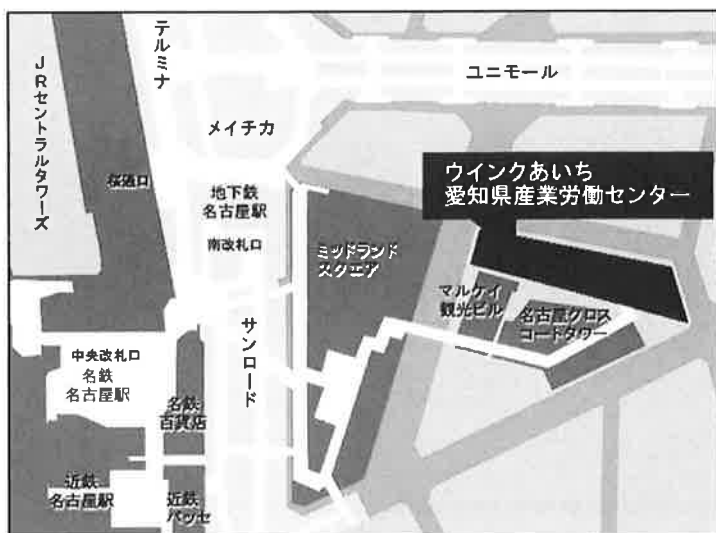 テルミナ
JRセントラルタワーズ
ユニモール
メイチカ
桜通口
地下鉄
名古屋駅
南改札口
ウインクあいち
愛知県産業労働センター
ミッドランド
スクエア
マルケイ
観光ビル
名古屋クロス
コートタワー
サンロード
中央改札口
名鉄
名古屋駅
名鉄
百貨店
近鉄
名古屋駅
近鉄
パッセ